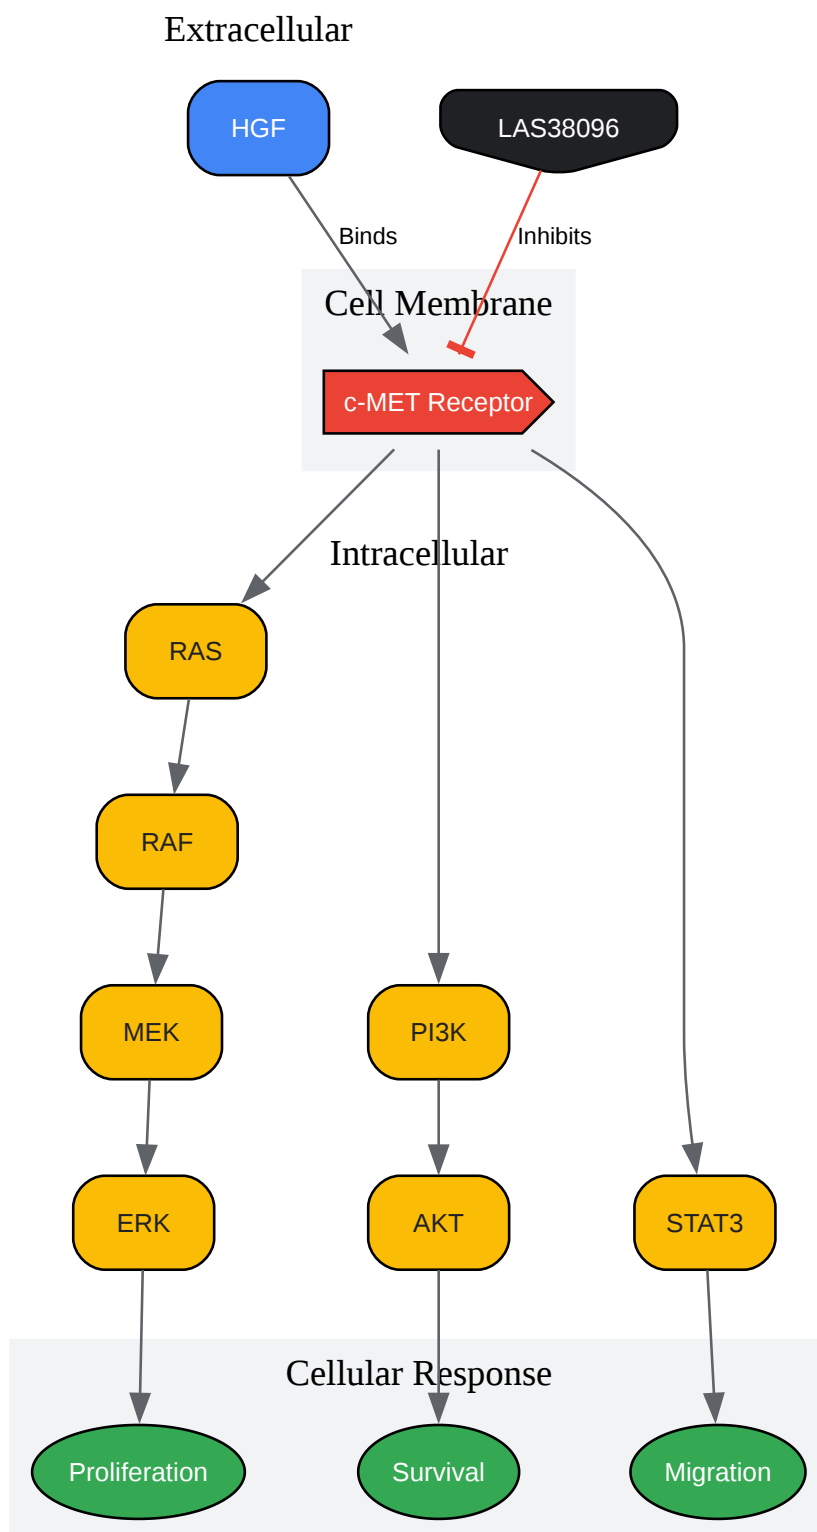 Extracellular
HGF
LAS38096
Binds
Inhibits
Cell Membrane
c-MET Receptor
Intracellular
RAS
RAF
MEK
PI3K
ERK
AKT
STAT3
Cellular Response
Proliferation
Survival
Migration